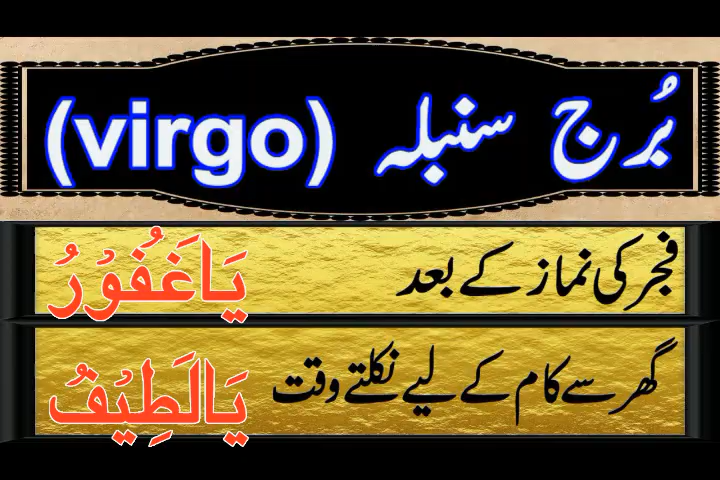 بُرج سنبلہ (virgo)
فجر کی نماز کے بعد یَاغَفُوْرُ
گھر سے کام کے لیے نکلتے وقت یَالَطِیْفُ